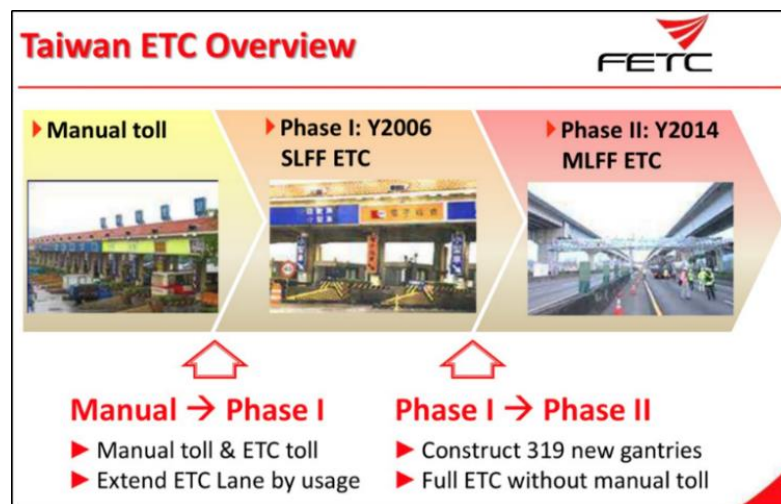 Taiwan ETC Overview
FETC
Manual toll
Phase I: Y2006
SLFF ETC
Phase II: Y2014
MLFF ETC
Manual → Phase I
► Manual toll & ETC toll
► Extend ETC Lane by usage
Phase I → Phase II
► Construct 319 new gantries
► Full ETC without manual toll